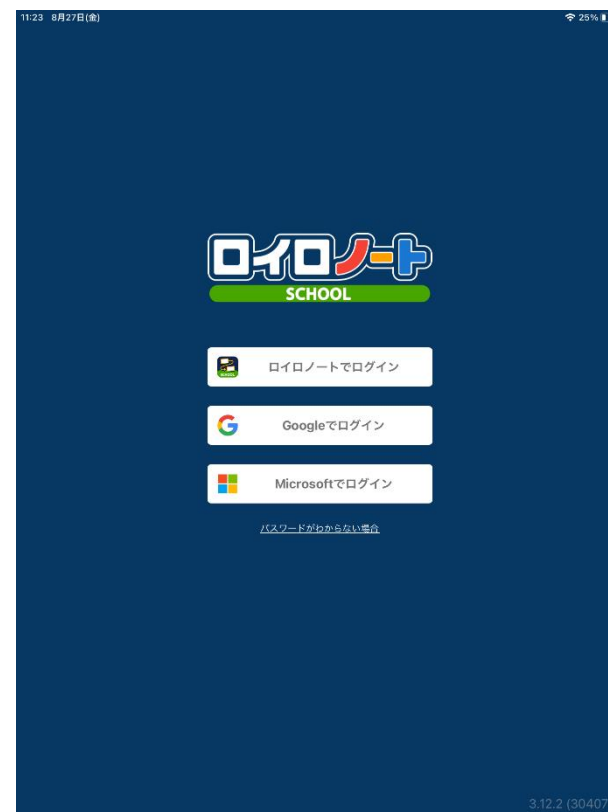 11:23 8月27日(金) 25%
ロイロノート
SCHOOL
ロイロノートでログイン
Googleでログイン
Microsoftでログイン
パスワードがわからない場合
3.12.2 (30407